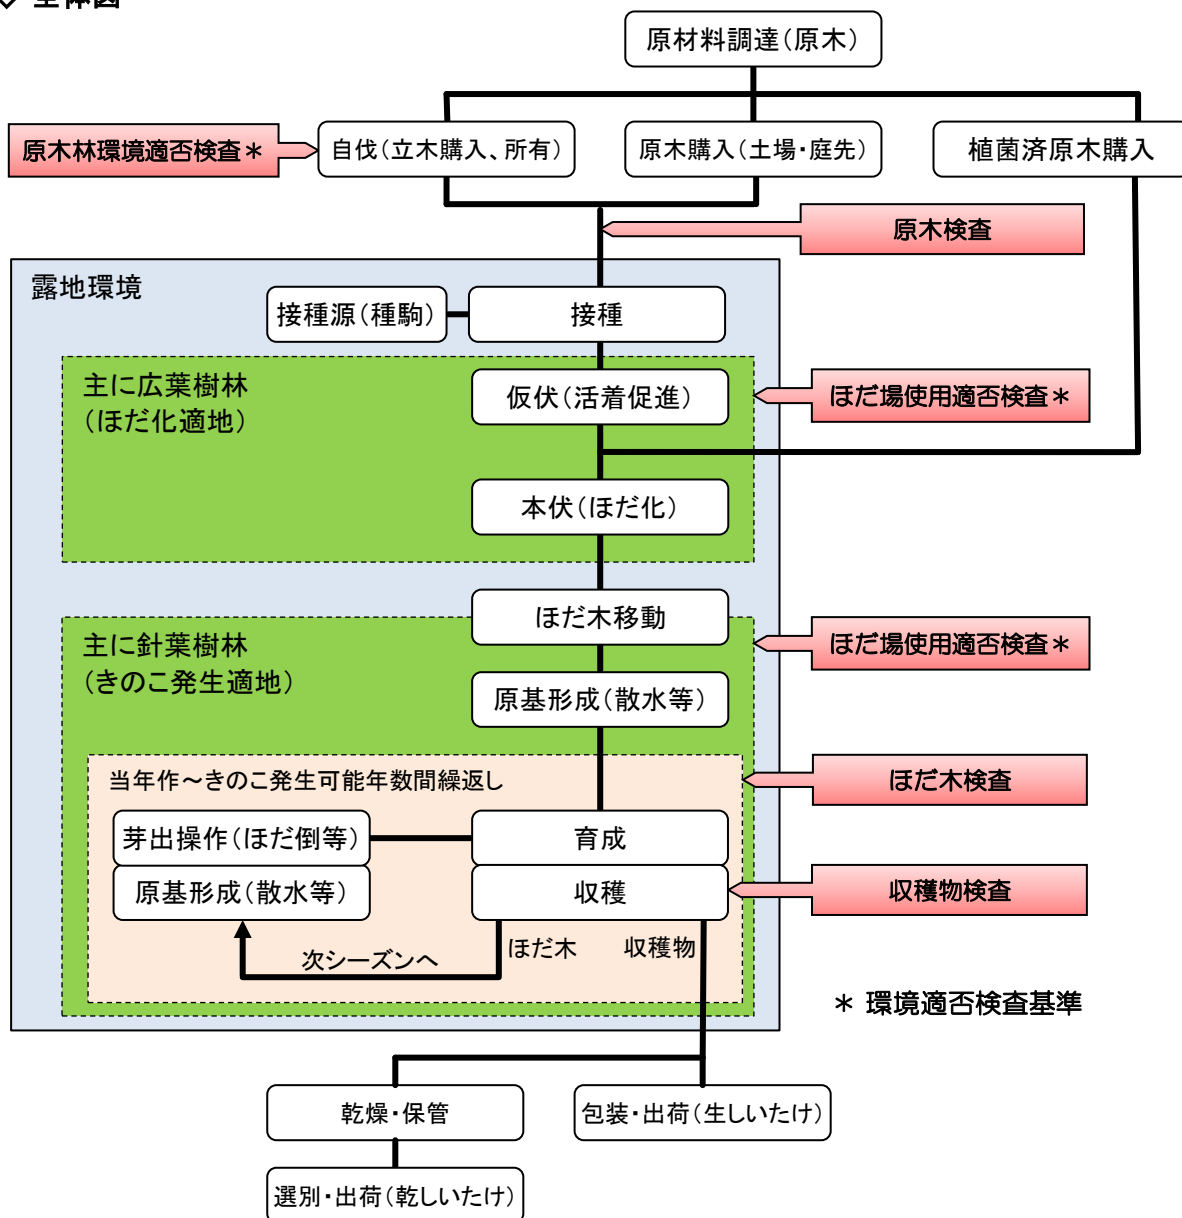 ◇ 全体図
原材料調達（原木）
原木林環境適否検査＊
自伐（立木購入、所有）
原木購入（土場・庭先）
植菌済原木購入
原木検査
露地環境
接種源（種駒）
接種
主に広葉樹林
（ほだ化適地）
仮伏（活着促進）
ほだ場使用適否検査＊
本伏（ほだ化）
ほだ木移動
主に針葉樹林
（きのこ発生適地）
ほだ場使用適否検査＊
原基形成（散水等）
当年作～きのこ発生可能年数間繰返し
ほだ木検査
芽出操作（ほだ倒等）
育成
原基形成（散水等）
収穫
収穫物検査
次シーズンへ
ほだ木
収穫物
＊ 環境適否検査基準
乾燥・保管
包装・出荷（生しいたけ）
選別・出荷（乾しいたけ）